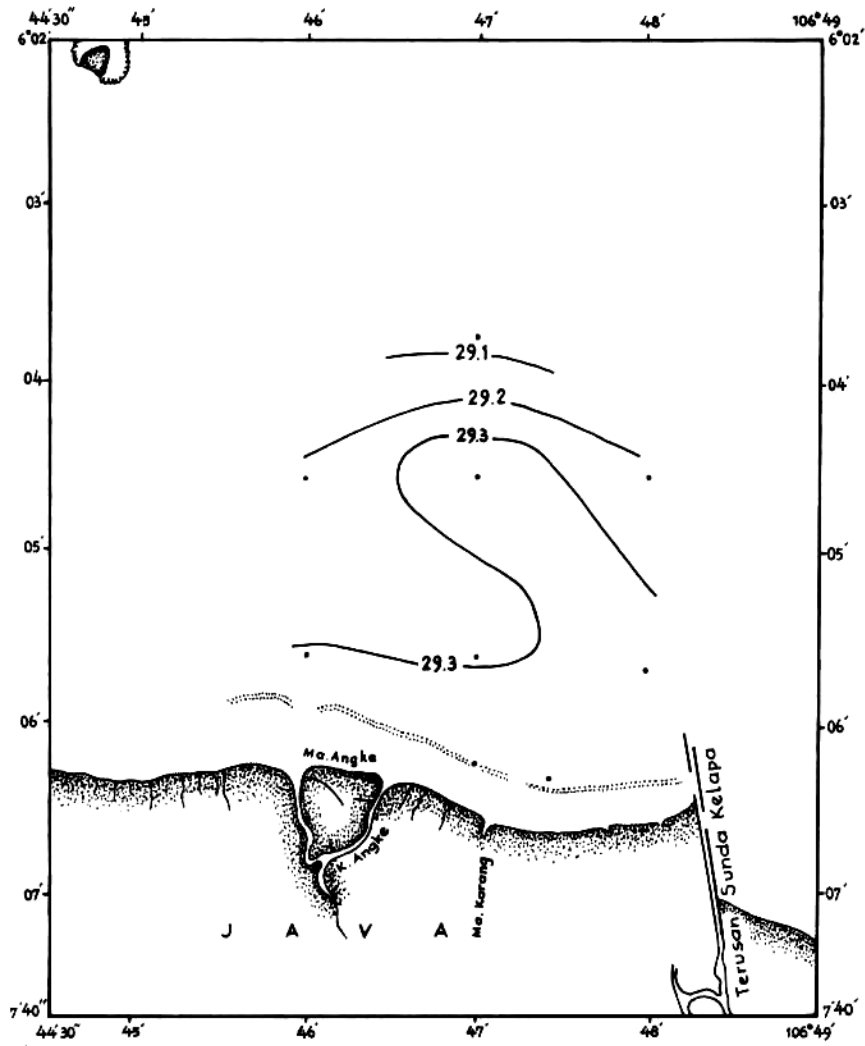 44'30" 45' 46' 47' 48' 106°49'
6°02' 6°02'
03' 03'
29.1
04' 04'
29.2
29.3
05' 05'
29.3
06' 06'
Ma. Angke
K. Angke
Ma. Karang
Terusan Sunda Kelapa
07' 07'
J A V A
7'40" 7'40"
44'30" 45' 46' 47' 48' 106°49'